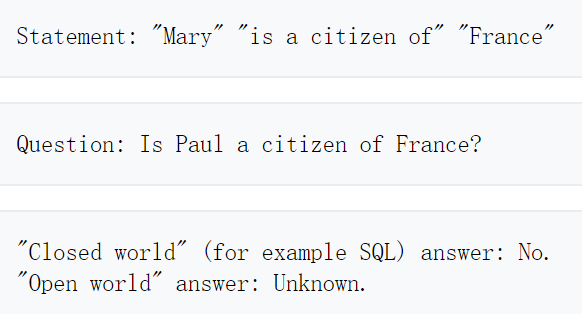 Statement: "Mary" "is a citizen of" "France"
Question: Is Paul a citizen of France?
"Closed world" (for example SQL) answer: No.
"Open world" answer: Unknown.